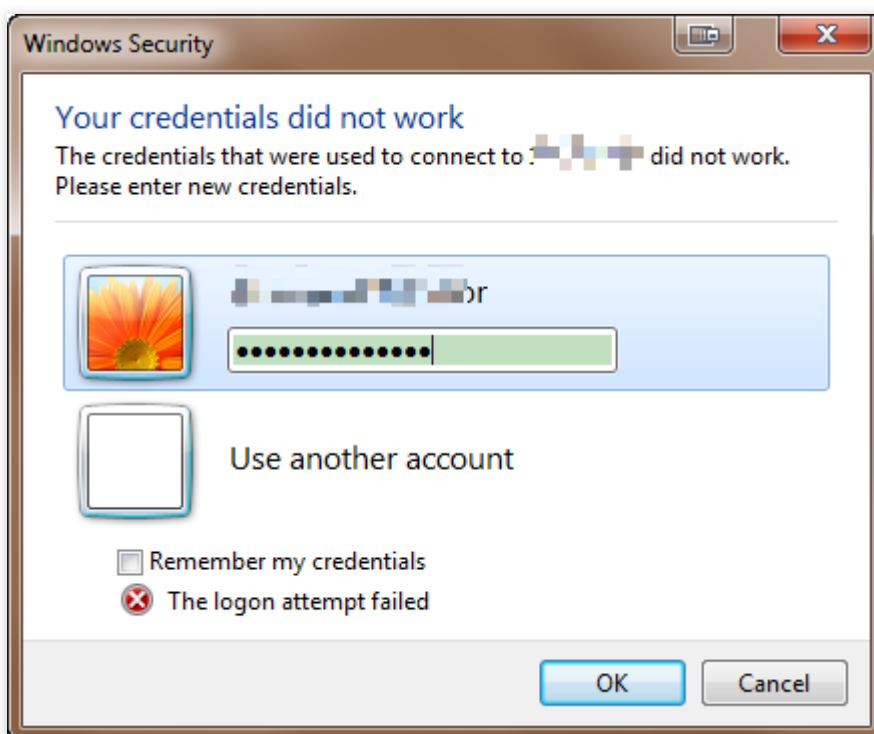 Windows Security
Your credentials did not work
The credentials that were used to connect to did not work.
Please enter new credentials.
••••••••••••••
Use another account
Remember my credentials
The logon attempt failed
OK
Cancel